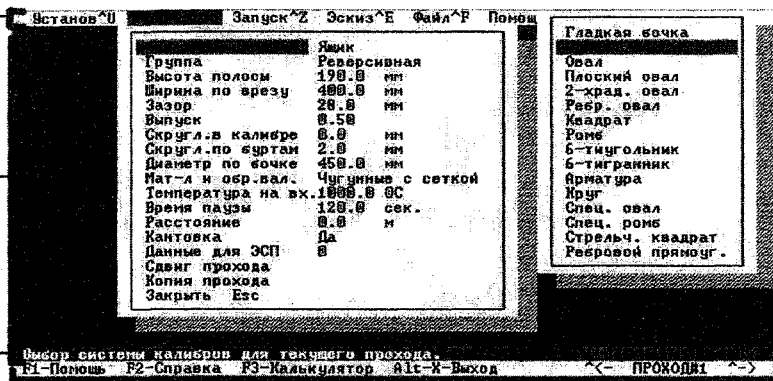 Установ^U Запуск^Z Эскиз^E Файл^F Помощ
Ящик
Группа Реверсивная
Высота полосы 190.0 мм
Ширина по врезу 400.0 мм
Зазор 20.0 мм
Выпуск 0.50
Скругл.в калибре 8.0 мм
Скругл.по буртам 2.0 мм
Диаметр по бочке 450.0 мм
Мат-л и обр.вал. Чугунные с сеткой
Температура на вх.1000.0 0С
Время паузы 120.0 сек.
Расстояние 0.0 м
Кантовка Да
Данные для ЭСП 0
Сдвиг прохода
Копия прохода
Закрыть Esc
Гладкая бочка
Овал
Плоский овал
2-храд. овал
Ребр. овал
Квадрат
Ромб
6-тиугольник
6-тигранник
Арматура
Круг
Спец. овал
Спец. ромб
Стрельч. квадрат
Ребровой прямоуг.
Выбор системы калибров для текущего прохода.
F1-Помощь F2-Справка F3-Калькулятор Alt-X-Выход ^<- ПРОХОД#1 ^->